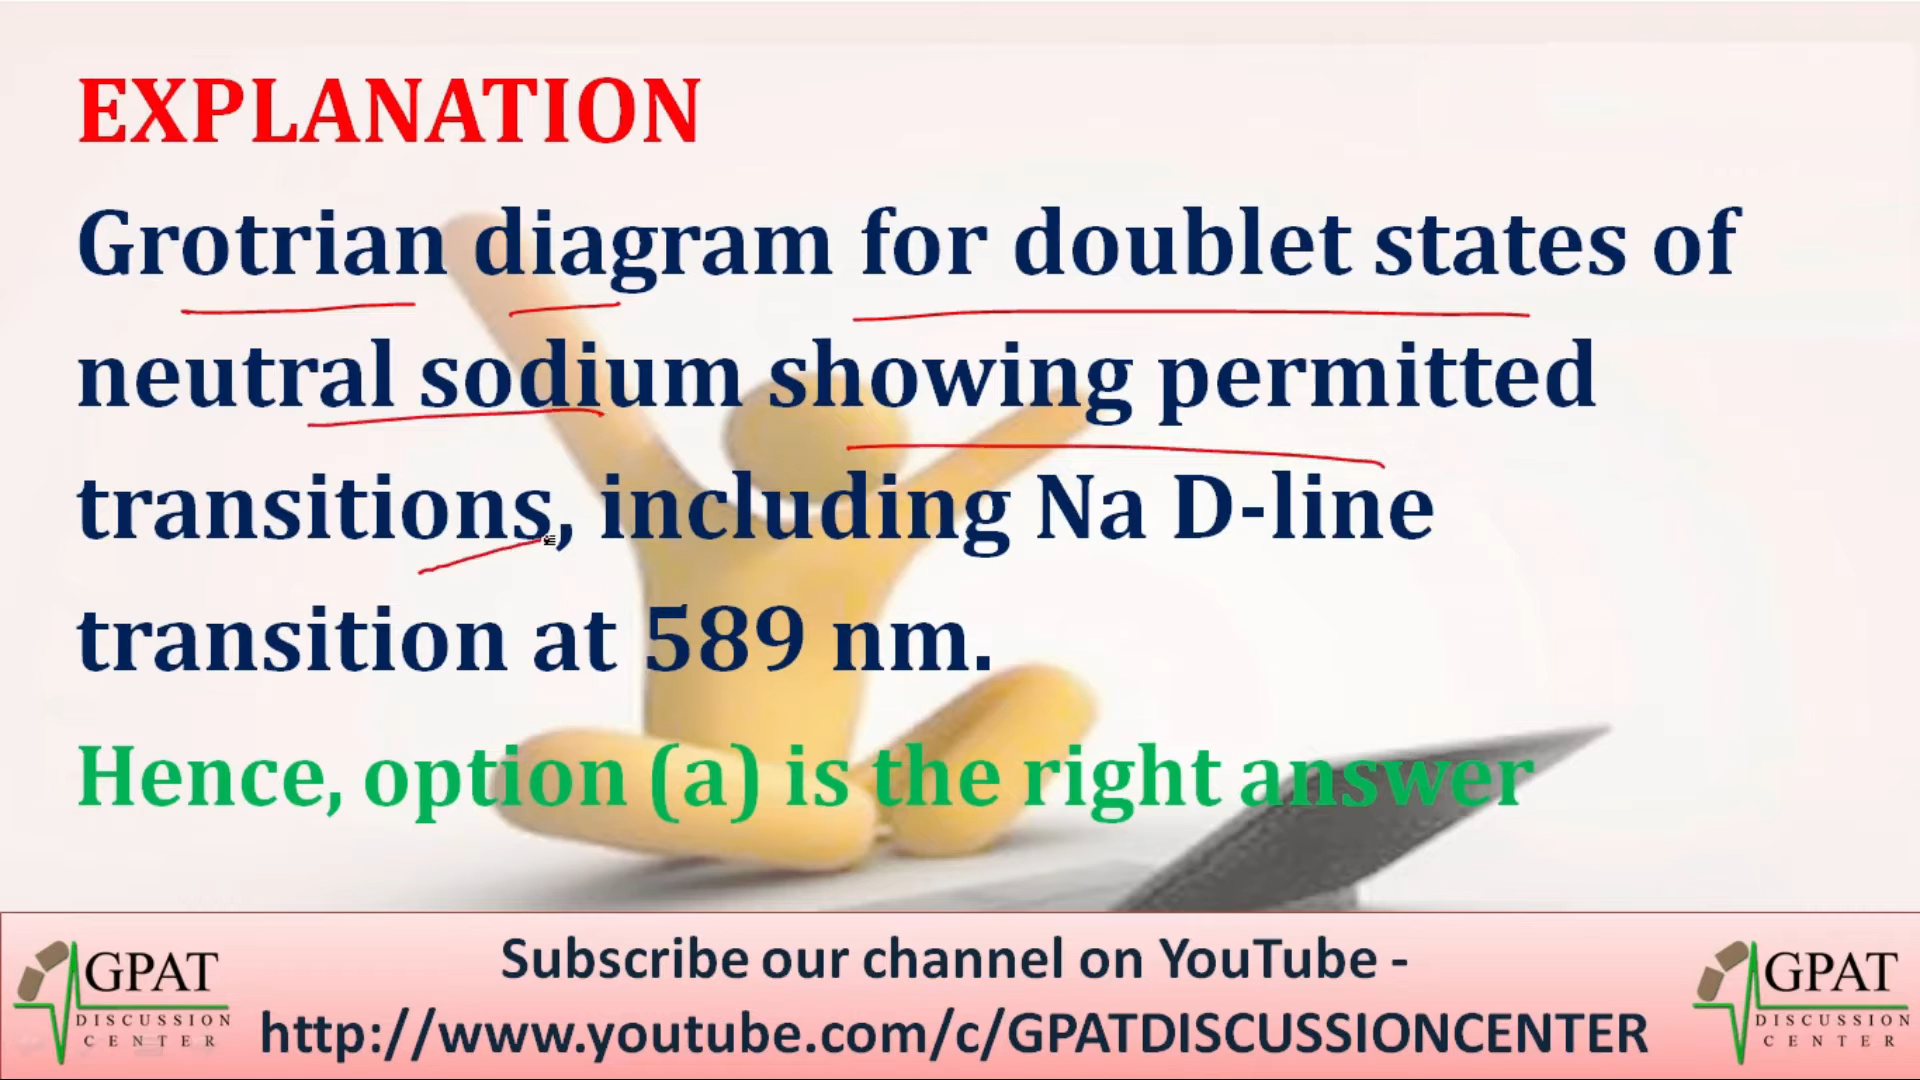 EXPLANATION
Grotrian diagram for doublet states of
neutral sodium showing permitted
transitions, including Na D-line
transition at 589 nm.
Hence, option (a) is the right answer
GPAT
DISCUSSION
CENTER
Subscribe our channel on YouTube -
http://www.youtube.com/c/GPATDISCUSSIONCENTER
GPAT
DISCUSSION
CENTER